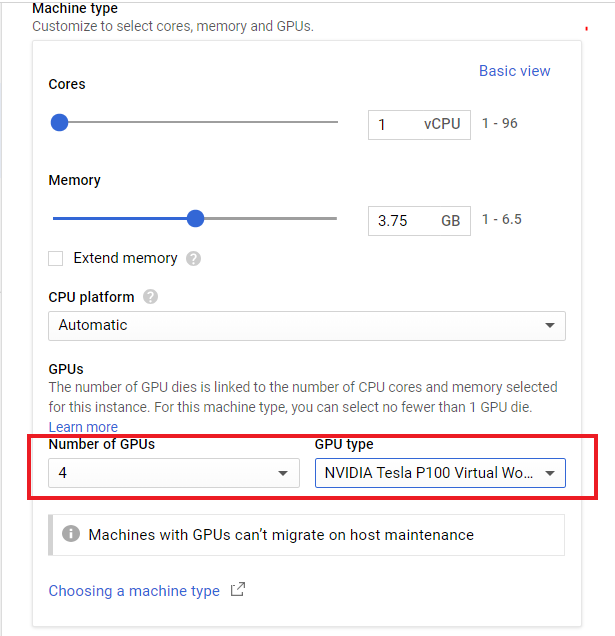 Machine type
Customize to select cores, memory and GPUs.
Basic view
Cores
1 vCPU 1 - 96
Memory
3.75 GB 1 - 6.5
Extend memory ?
CPU platform ?
Automatic
GPUs
The number of GPU dies is linked to the number of CPU cores and memory selected
for this instance. For this machine type, you can select no fewer than 1 GPU die.
Learn more
Number of GPUs GPU type
4 NVIDIA Tesla P100 Virtual Wo...
Machines with GPUs can’t migrate on host maintenance
Choosing a machine type